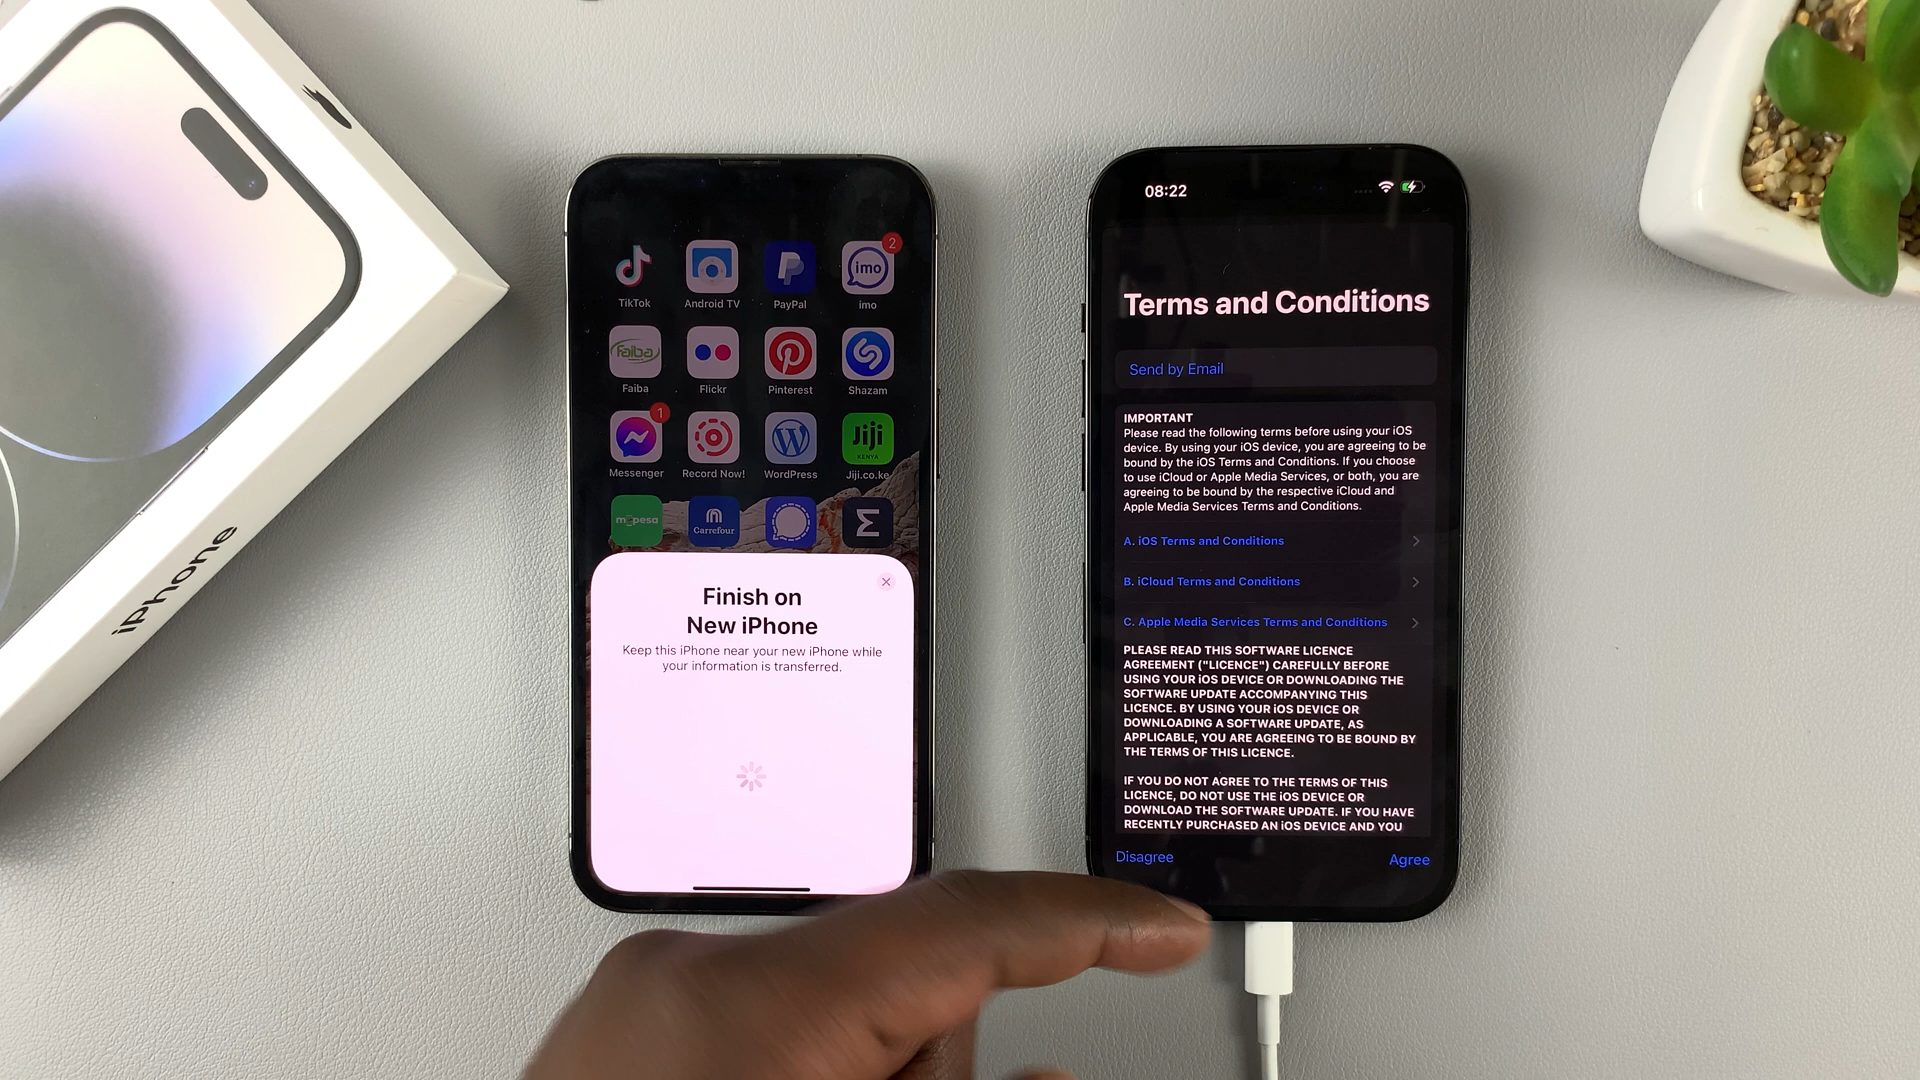 iPhone
TikTok
Android TV
PayPal
imo
2
imo
Faiba
Faiba
Flickr
Pinterest
Shazam
1
Messenger
Record Now!
WordPress
Jiji
KENYA
Jiji.co.ke
m-pesa
Carrefour
Finish on
New iPhone
Keep this iPhone near your new iPhone while
your information is transferred.
08:22
Terms and Conditions
Send by Email
IMPORTANT
Please read the following terms before using your iOS
device. By using your iOS device, you are agreeing to be
bound by the iOS Terms and Conditions. If you choose
to use iCloud or Apple Media Services, or both, you are
agreeing to be bound by the respective iCloud and
Apple Media Services Terms and Conditions.
A. iOS Terms and Conditions
B. iCloud Terms and Conditions
C. Apple Media Services Terms and Conditions
PLEASE READ THIS SOFTWARE LICENCE
AGREEMENT ("LICENCE") CAREFULLY BEFORE
USING YOUR iOS DEVICE OR DOWNLOADING THE
SOFTWARE UPDATE ACCOMPANYING THIS
LICENCE. BY USING YOUR iOS DEVICE OR
DOWNLOADING A SOFTWARE UPDATE, AS
APPLICABLE, YOU ARE AGREEING TO BE BOUND BY
THE TERMS OF THIS LICENCE.
IF YOU DO NOT AGREE TO THE TERMS OF THIS
LICENCE, DO NOT USE THE iOS DEVICE OR
DOWNLOAD THE SOFTWARE UPDATE. IF YOU HAVE
RECENTLY PURCHASED AN iOS DEVICE AND YOU
Disagree
Agree